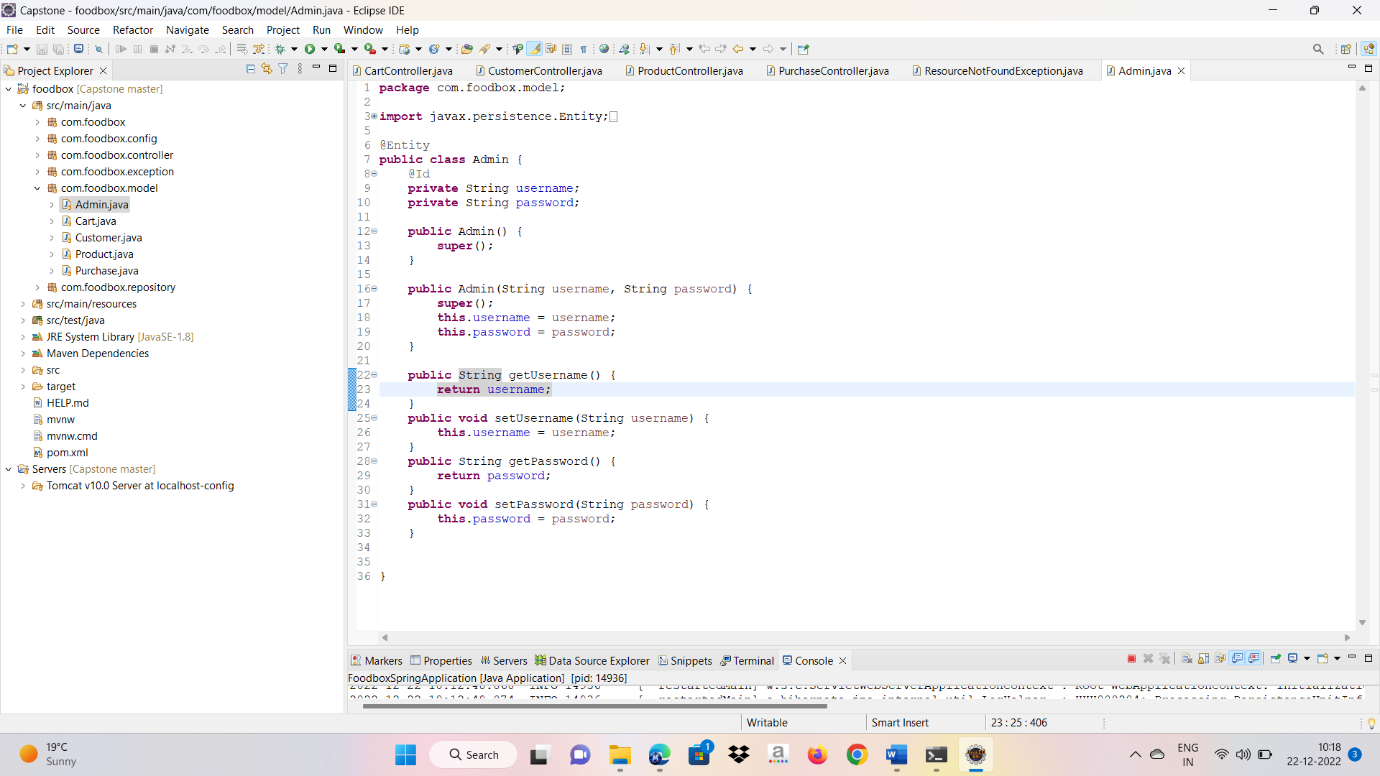 Capstone - foodbox/src/main/java/com/foodbox/model/Admin.java - Eclipse IDE
File Edit Source Refactor Navigate Search Project Run Window Help
Project Explorer
foodbox [Capstone master]
src/main/java
com.foodbox
com.foodbox.config
com.foodbox.controller
com.foodbox.exception
com.foodbox.model
Admin.java
Cart.java
Customer.java
Product.java
Purchase.java
com.foodbox.repository
src/main/resources
src/test/java
JRE System Library [JavaSE-1.8]
Maven Dependencies
src
target
HELP.md
mvnw
mvnw.cmd
pom.xml
Servers [Capstone master]
Tomcat v10.0 Server at localhost-config
CartController.java CustomerController.java ProductController.java PurchaseController.java ResourceNotFoundException.java Admin.java
1 package com.foodbox.model;
2
3 import javax.persistence.Entity;
5
6 @Entity
7 public class Admin {
8 @Id
9 private String username;
10 private String password;
11
12 public Admin() {
13 super();
14 }
15
16 public Admin(String username, String password) {
17 super();
18 this.username = username;
19 this.password = password;
20 }
21
22 public String getUsername() {
23 return username;
24 }
25 public void setUsername(String username) {
26 this.username = username;
27 }
28 public String getPassword() {
29 return password;
30 }
31 public void setPassword(String password) {
32 this.password = password;
33 }
34
35
36 }
Markers Properties Servers Data Source Explorer Snippets Terminal Console
FoodboxSpringApplication [Java Application] [pid: 14936]
Writable Smart Insert 23 : 25 : 406
19°C
Sunny
Search
1
ENG
IN
10:18
22-12-2022
3